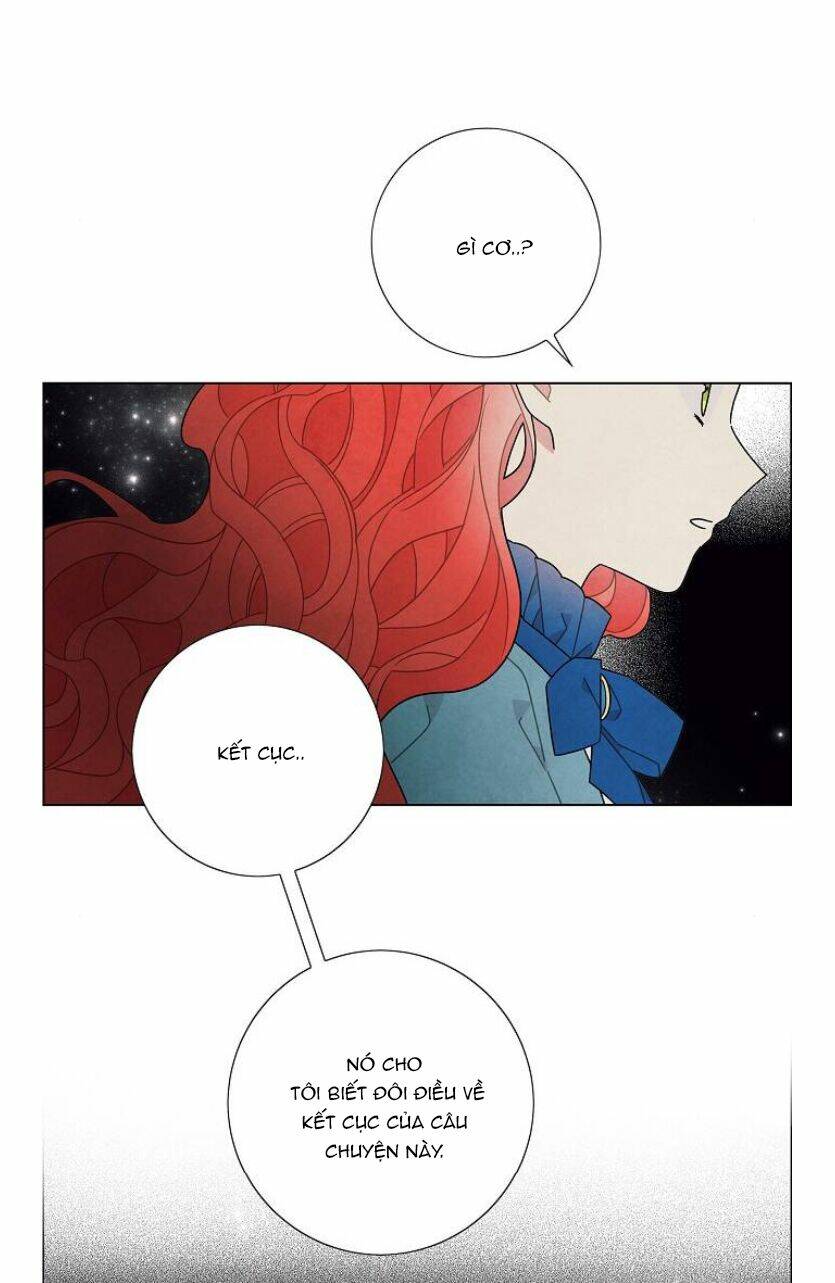 GÌ CƠ..?
KẾT CỤC..
NÓ CHO
TÔI BIẾT ĐÔI ĐIỀU VỀ
KẾT CỤC CỦA CÂU
CHUYỆN NÀY.